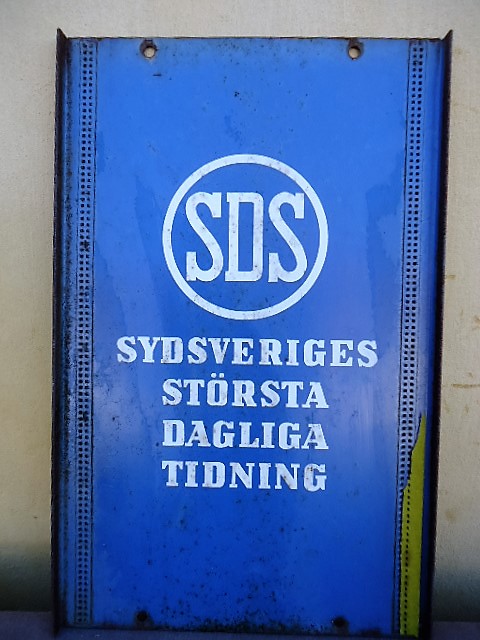 SDS
SYDSVERIGES
STÖRSTA
DAGLIGA
TIDNING